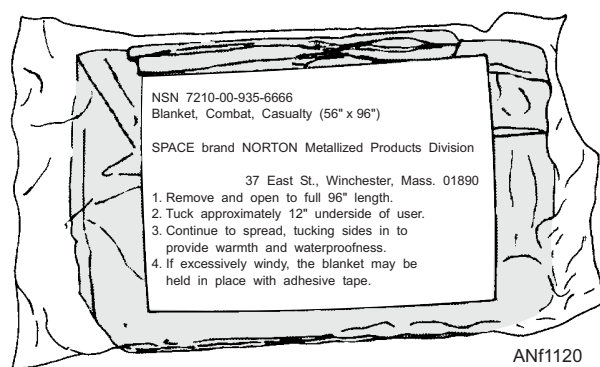 NSN 7210-00-935-6666
Blanket, Combat, Casualty (56" x 96")
SPACE brand NORTON Metallized Products Division
37 East St., Winchester, Mass. 01890
1. Remove and open to full 96" length.
2. Tuck approximately 12" underside of user.
3. Continue to spread, tucking sides in to
provide warmth and waterproofness.
4. If excessively windy, the blanket may be
held in place with adhesive tape.
ANf1120